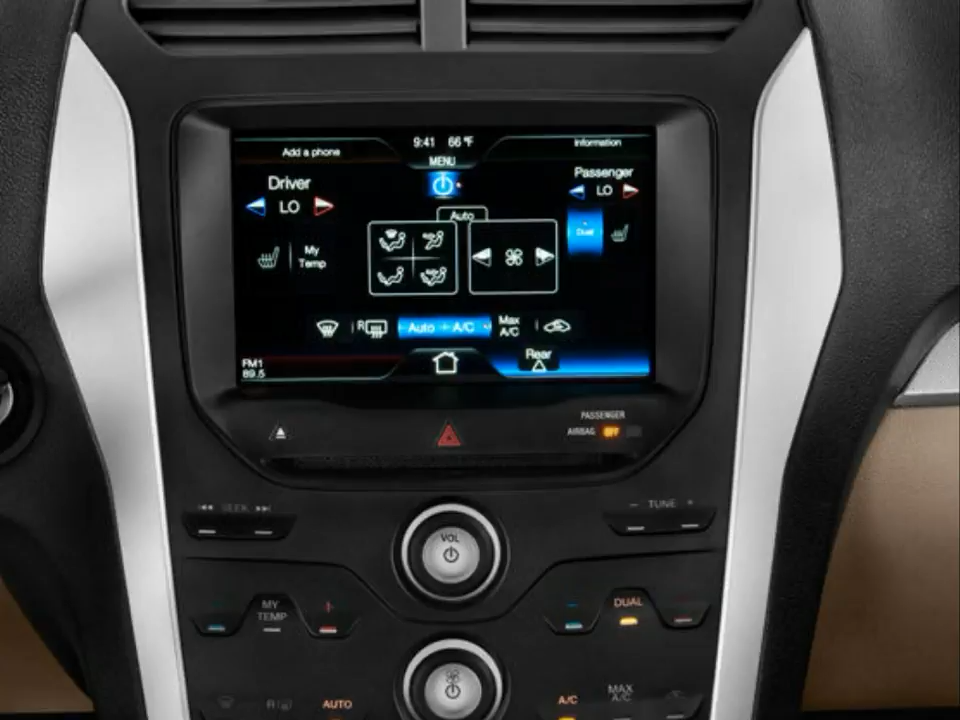 Add a phone
9:41 66°F
Information
MENU
Driver
Passenger
LO
LO
Auto
Dual
My
Temp
R
Auto A/C
Max
A/C
FM1
89.5
Rear
PASSENGER
AIRBAG OFF
SEEK
- TUNE +
VOL
MY
TEMP
DUAL
R
AUTO
A/C
MAX
A/C